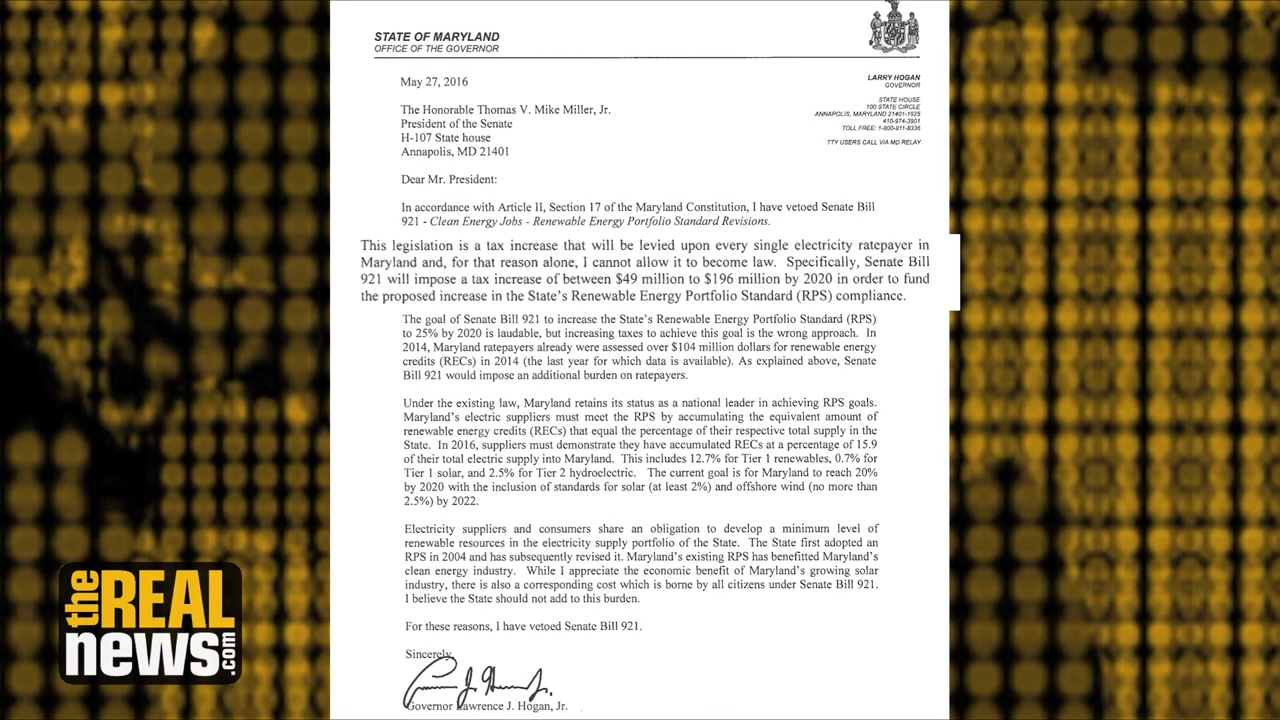 STATE OF MARYLAND
OFFICE OF THE GOVERNOR
LARRY HOGAN
GOVERNOR
STATE HOUSE
100 STATE CIRCLE
ANNAPOLIS, MARYLAND 21401-1925
410-974-3901
TOLL FREE: 1-800-811-8336
TTY USERS CALL VIA MD RELAY
May 27, 2016
The Honorable Thomas V. Mike Miller, Jr.
President of the Senate
H-107 State house
Annapolis, MD 21401
Dear Mr. President:
In accordance with Article II, Section 17 of the Maryland Constitution, I have vetoed Senate Bill
921 - Clean Energy Jobs - Renewable Energy Portfolio Standard Revisions.
This legislation is a tax increase that will be levied upon every single electricity ratepayer in
Maryland and, for that reason alone, I cannot allow it to become law. Specifically, Senate Bill
921 will impose a tax increase of between $49 million to $196 million by 2020 in order to fund
the proposed increase in the State's Renewable Energy Portfolio Standard (RPS) compliance.
The goal of Senate Bill 921 to increase the State's Renewable Energy Portfolio Standard (RPS)
to 25% by 2020 is laudable, but increasing taxes to achieve this goal is the wrong approach. In
2014, Maryland ratepayers already were assessed over $104 million dollars for renewable energy
credits (RECs) in 2014 (the last year for which data is available). As explained above, Senate
Bill 921 would impose an additional burden on ratepayers.
Under the existing law, Maryland retains its status as a national leader in achieving RPS goals.
Maryland's electric suppliers must meet the RPS by accumulating the equivalent amount of
renewable energy credits (RECs) that equal the percentage of their respective total supply in the
State. In 2016, suppliers must demonstrate they have accumulated RECs at a percentage of 15.9
of their total electric supply into Maryland. This includes 12.7% for Tier 1 renewables, 0.7% for
Tier 1 solar, and 2.5% for Tier 2 hydroelectric. The current goal is for Maryland to reach 20%
by 2020 with the inclusion of standards for solar (at least 2%) and offshore wind (no more than
2.5%) by 2022.
Electricity suppliers and consumers share an obligation to develop a minimum level of
renewable resources in the electricity supply portfolio of the State. The State first adopted an
RPS in 2004 and has subsequently revised it. Maryland's existing RPS has benefitted Maryland's
clean energy industry. While I appreciate the economic benefit of Maryland's growing solar
industry, there is also a corresponding cost which is borne by all citizens under Senate Bill 921.
I believe the State should not add to this burden.
For these reasons, I have vetoed Senate Bill 921.
Sincerely,
Governor Lawrence J. Hogan, Jr.
the REAL
news.com